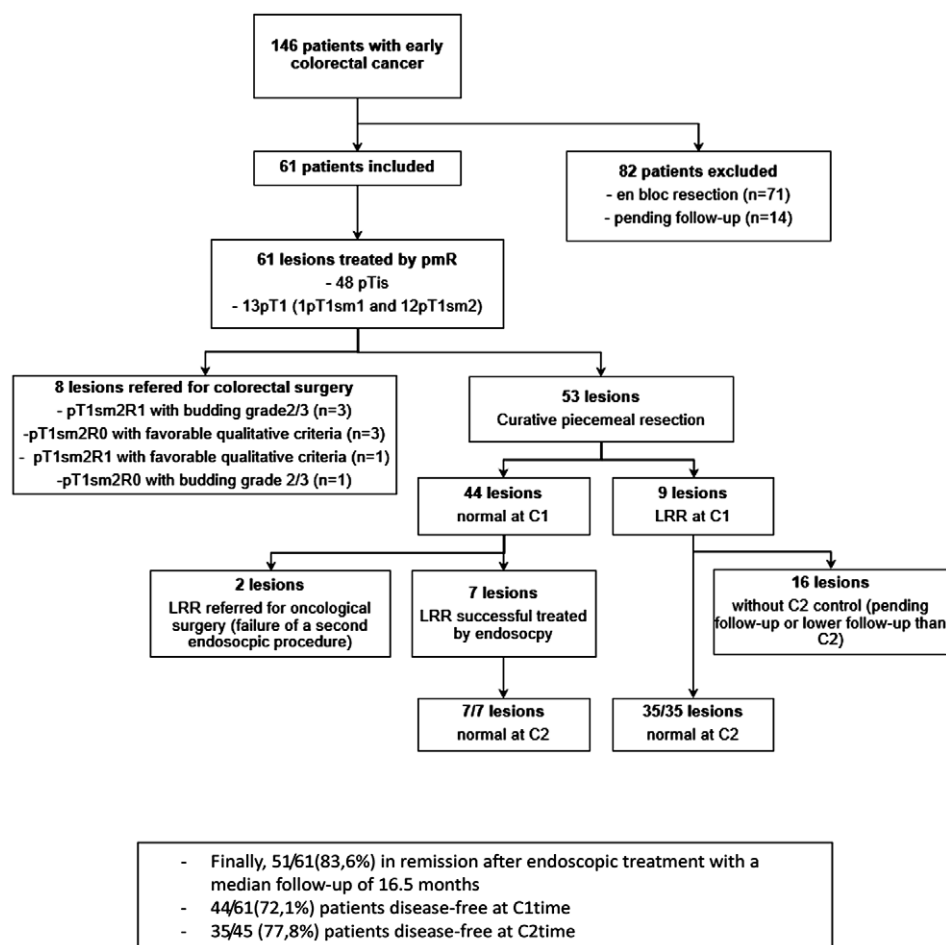 146 patients with early
colorectal cancer
61 patients included
82 patients excluded
- en bloc resection (n=71)
- pending follow-up (n=14)
61 lesions treated by pmR
- 48 pTis
- 13pT1 (1pT1sm1 and 12pT1sm2)
8 lesions refered for colorectal surgery
- pT1sm2R1 with budding grade2/3 (n=3)
-pT1sm2R0 with favorable qualitative criteria (n=3)
- pT1sm2R1 with favorable qualitative criteria (n=1)
-pT1sm2R0 with budding grade 2/3 (n=1)
53 lesions
Curative piecemeal resection
44 lesions
normal at C1
9 lesions
LRR at C1
2 lesions
LRR referred for oncological
surgery (failure of a second
endosocpic procedure)
7 lesions
LRR successful treated
by endosocpy
16 lesions
without C2 control (pending
follow-up or lower follow-up than
C2)
7/7 lesions
normal at C2
35/35 lesions
normal at C2
- Finally, 51/61(83,6%) in remission after endoscopic treatment with a
median follow-up of 16.5 months
- 44/61(72,1%) patients disease-free at C1time
- 35/45 (77,8%) patients disease-free at C2time